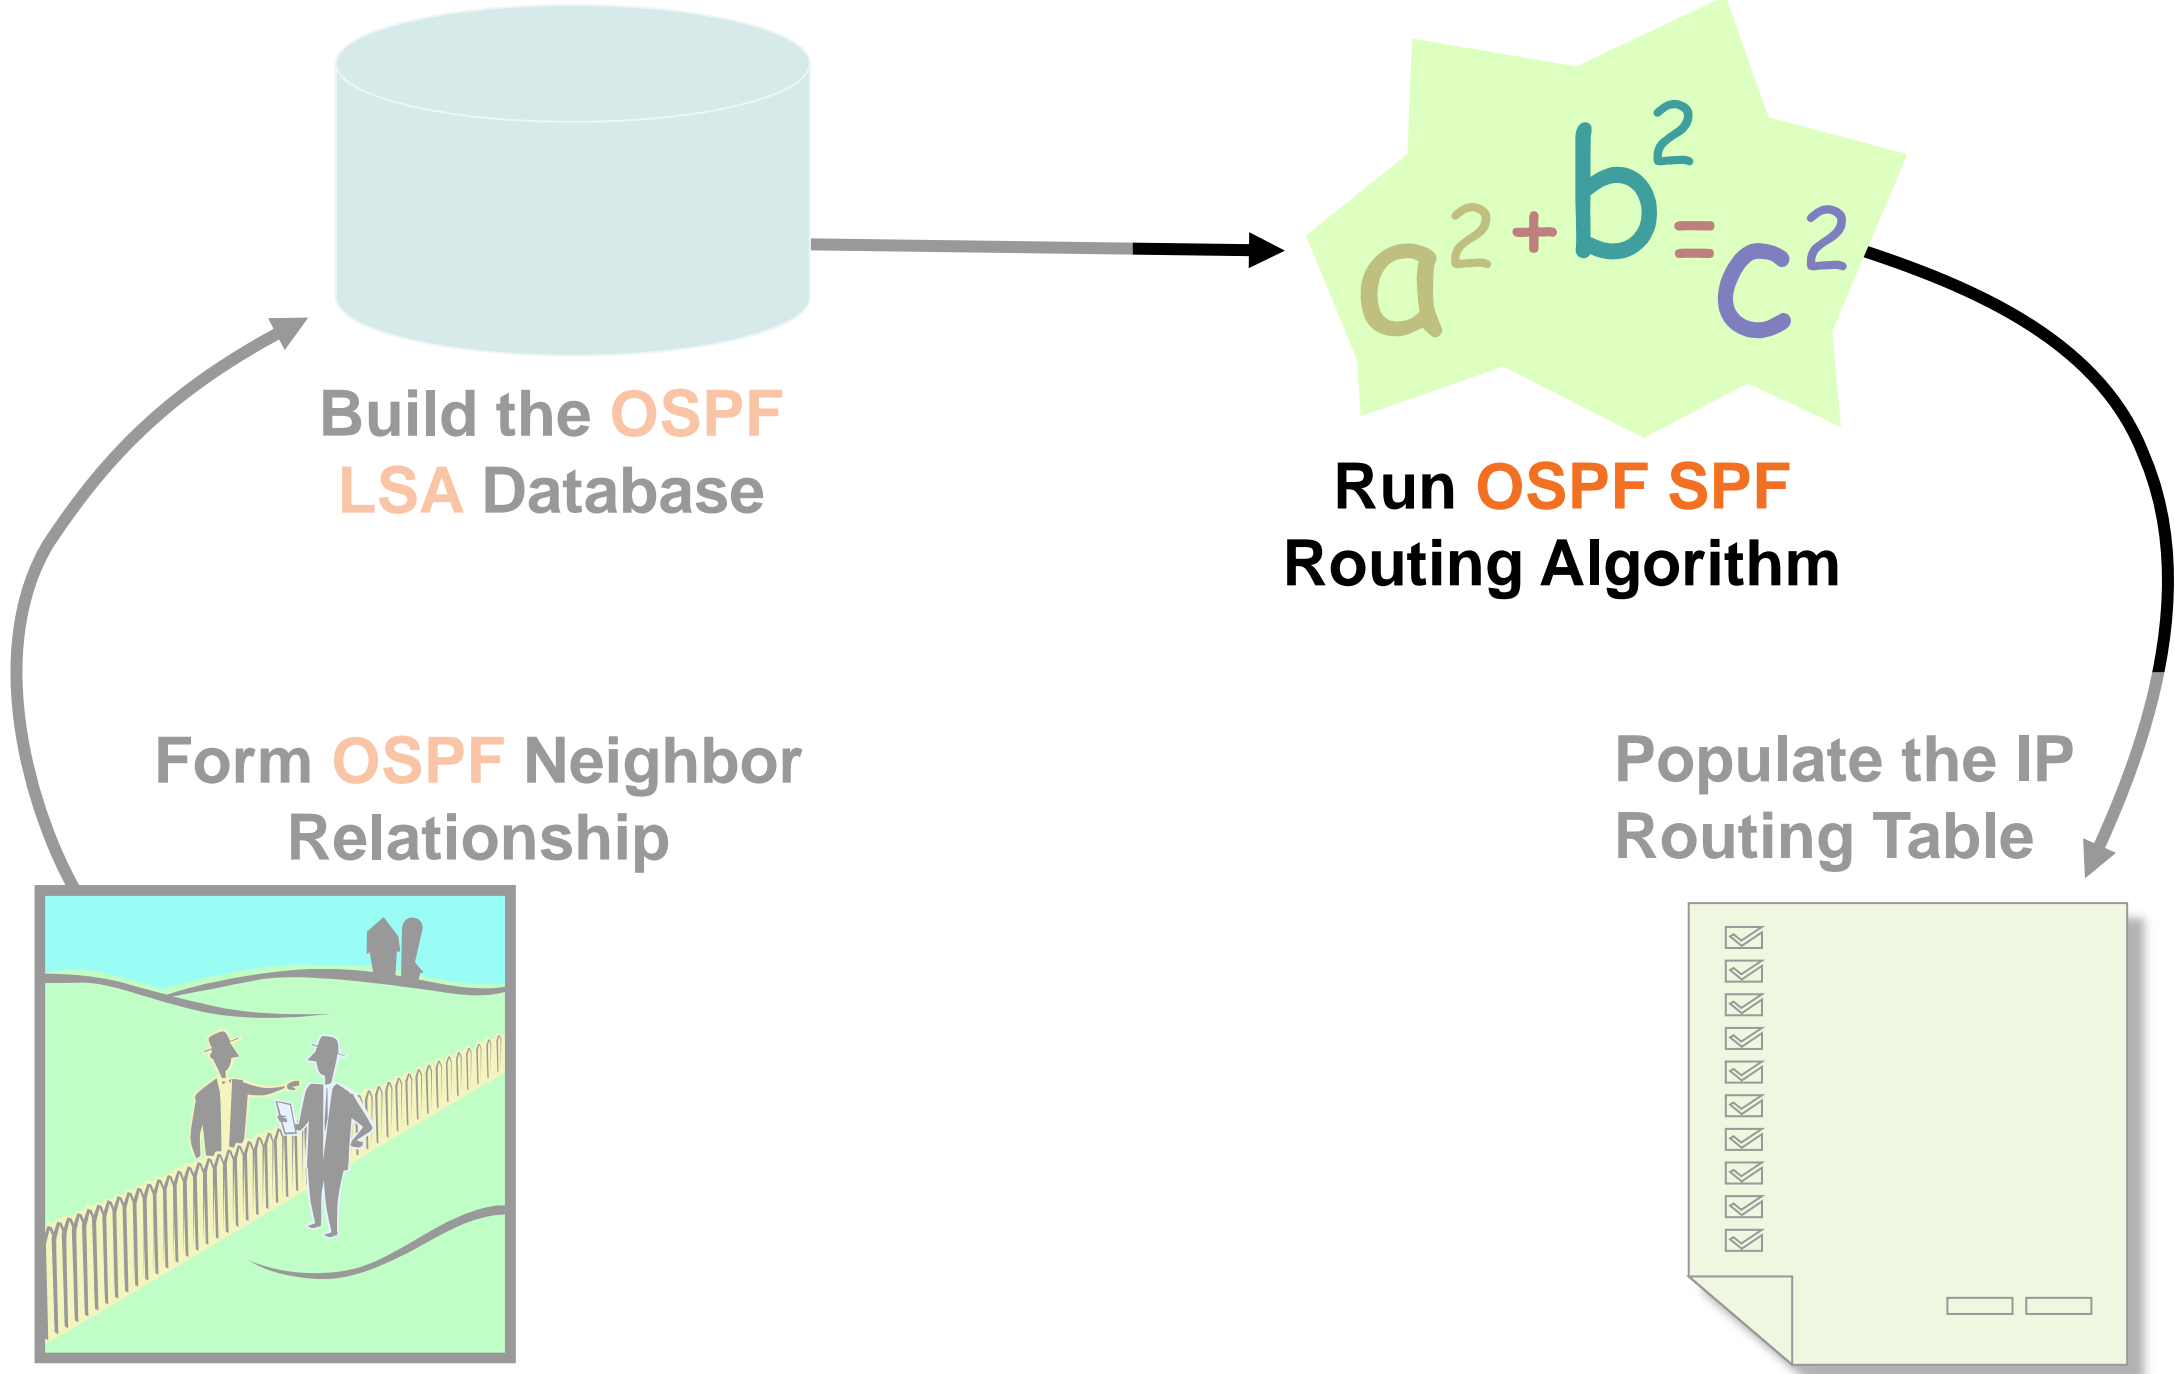 a² + b² = c²
Build the OSPF
LSA Database
Run OSPF SPF
Routing Algorithm
Form OSPF Neighbor
Relationship
Populate the IP
Routing Table